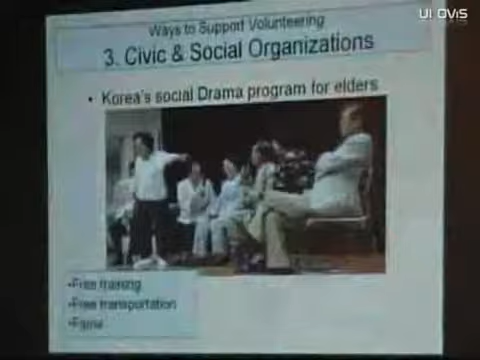 UI OViS
Ways to Support Volunteering
3. Civic & Social Organizations
• Korea's social Drama program for elders
•Free training
•Free transportation
•Fame